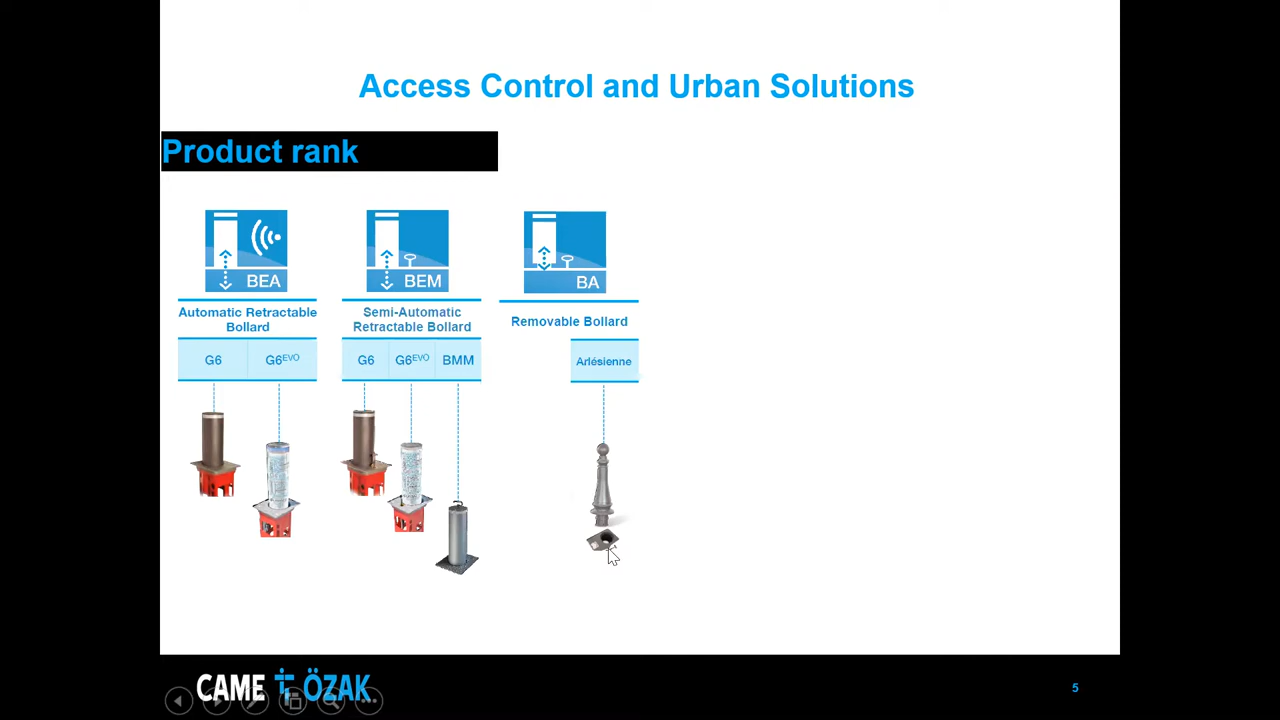 Access Control and Urban Solutions
Product rank
BEA
BEM
BA
Automatic Retractable
Bollard
Semi-Automatic
Retractable Bollard
Removable Bollard
G6
G6EVO
G6
G6EVO
BMM
Arlésienne
CAME ÖZAK
5